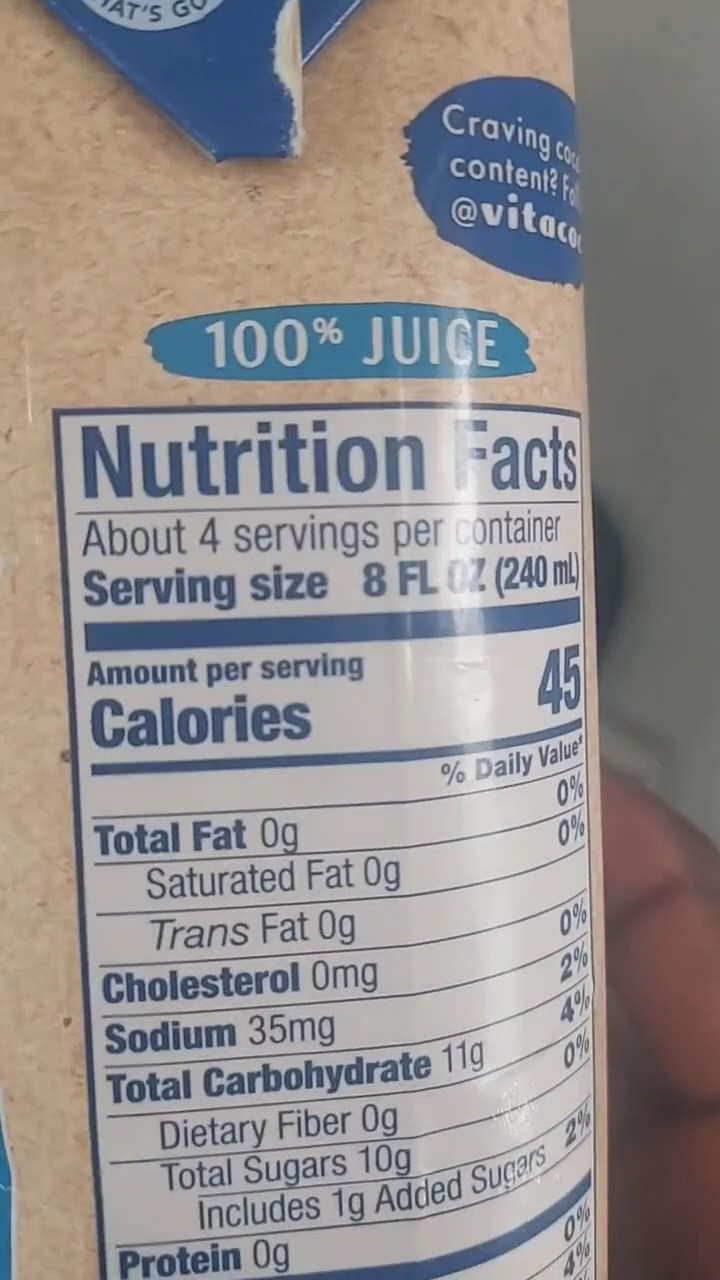 THAT'S GO
Craving
content?
@vitaco
100% JUICE
Nutrition Facts
About 4 servings per container
Serving size 8 FL OZ (240 mL)
Amount per serving
Calories 45
% Daily Value*
Total Fat 0g 0%
Saturated Fat 0g 0%
Trans Fat 0g
Cholesterol 0mg 0%
Sodium 35mg 2%
Total Carbohydrate 11g 4%
Dietary Fiber 0g 0%
Total Sugars 10g
Includes 1g Added Sugars 2%
Protein 0g 0%
4%